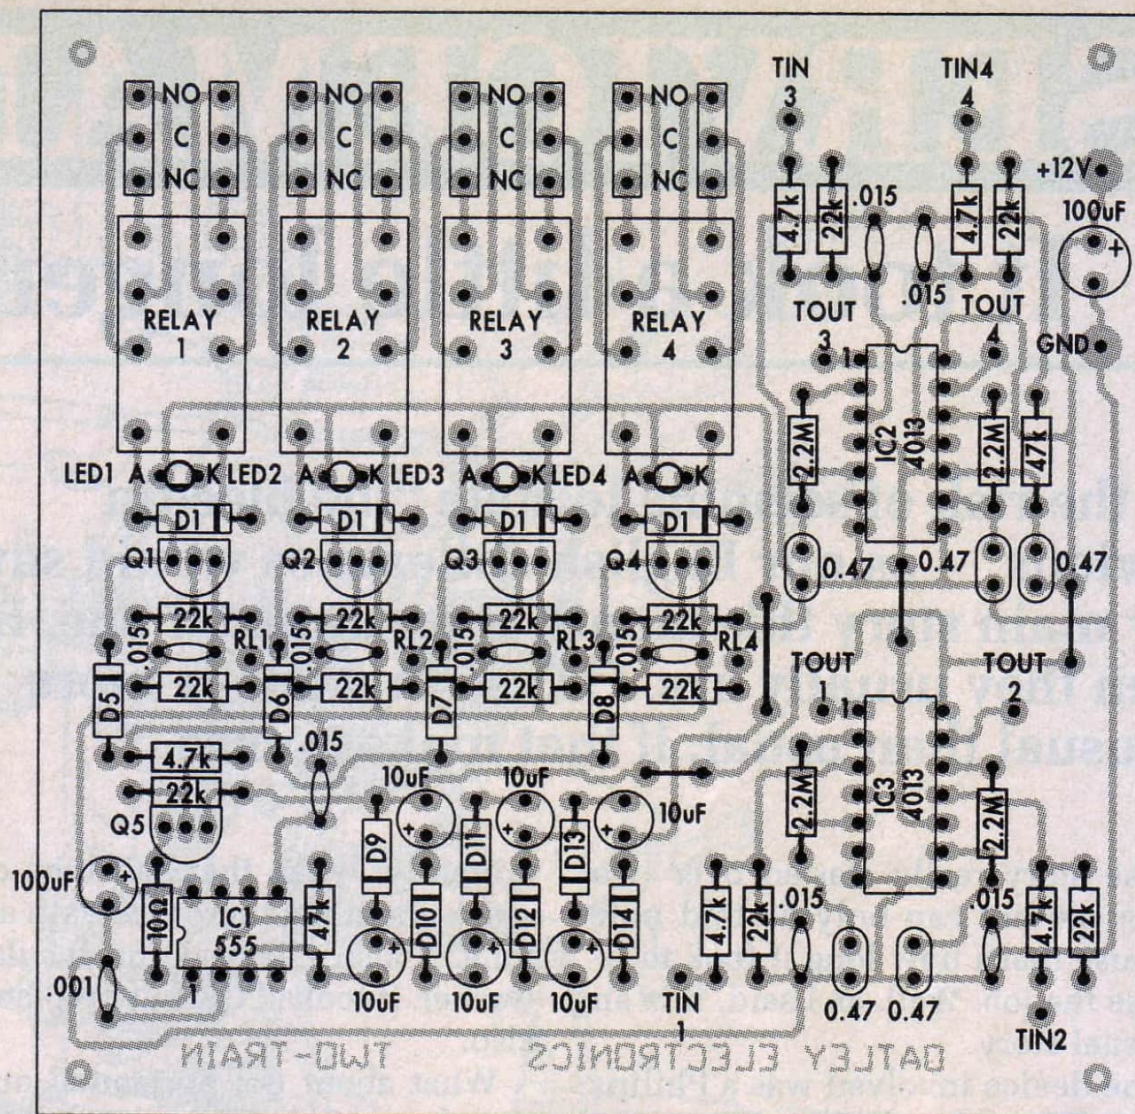 TIN TIN4
3 4
NO NO NO NO
C C C C
NC NC NC NC
+12V
.015
4.7k 22k 4.7k 22k
100uF
+
.015
RELAY RELAY RELAY RELAY
1 2 3 4
TOUT TOUT
3 4
GND
1
IC2 4013
2.2M 2.2M 47k
LED1 A K LED2 A K LED3 A K LED4 A K
D1 D1 D1 D1
Q1 Q2 Q3 Q4
0.47 0.47 0.47
22k 22k 22k 22k
.015 RL1 .015 RL2 .015 RL3 .015 RL4
22k 22k 22k 22k
D5 D6 D7 D8
TOUT TOUT
1 2
1
IC3 4013
2.2M 2.2M
4.7k
.015
22k
10uF 10uF
10uF
+ + +
Q5
D9 D11 D13
100uF
+
10Ω
IC1
555
1
47k
D10 D12 D14
+ + +
4.7k 22k
.015 .015
4.7k 22k
.001
10uF 10uF 10uF
TIN
1
0.47 0.47
TIN2
TWO-TRAIN OATLEY ELECTRONICS